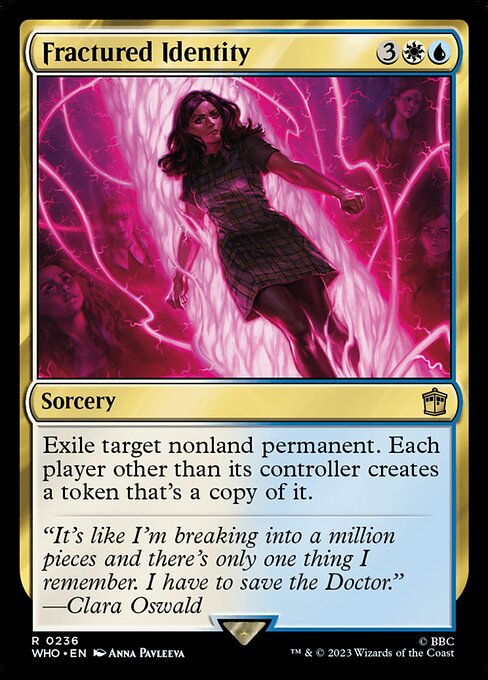 Fractured Identity 3
Sorcery
Exile target nonland permanent. Each
player other than its controller creates
a token that's a copy of it.
"It's like I'm breaking into a million
pieces and there's only one thing I
remember. I have to save the Doctor."
—Clara Oswald
R 0236
WHO • EN Anna Pavleeva
© BBC
™ & © 2023 Wizards of the Coast